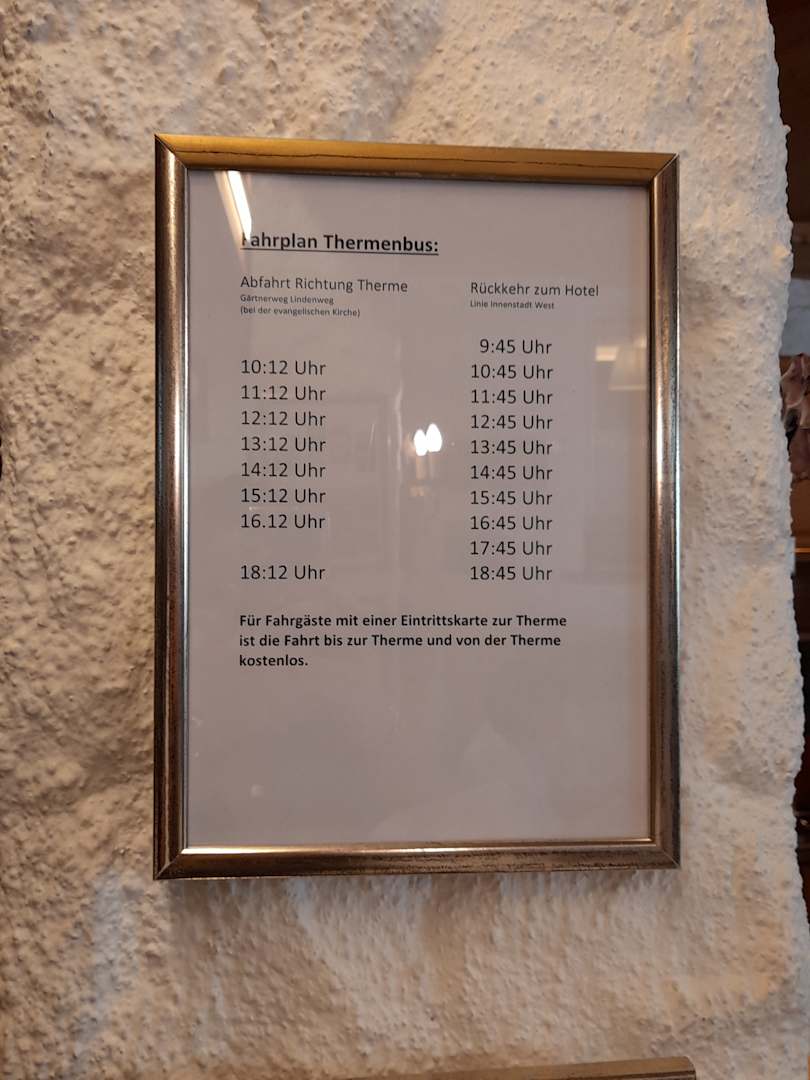 Fahrplan Thermenbus:
Abfahrt Richtung Therme
Gärtnerweg Lindenweg
(bei der evangelischen Kirche)
10:12 Uhr
11:12 Uhr
12:12 Uhr
13:12 Uhr
14:12 Uhr
15:12 Uhr
16.12 Uhr
18:12 Uhr
Rückkehr zum Hotel
Linie Innenstadt West
9:45 Uhr
10:45 Uhr
11:45 Uhr
12:45 Uhr
13:45 Uhr
14:45 Uhr
15:45 Uhr
16:45 Uhr
17:45 Uhr
18:45 Uhr
Für Fahrgäste mit einer Eintrittskarte zur Therme
ist die Fahrt bis zur Therme und von der Therme
kostenlos.